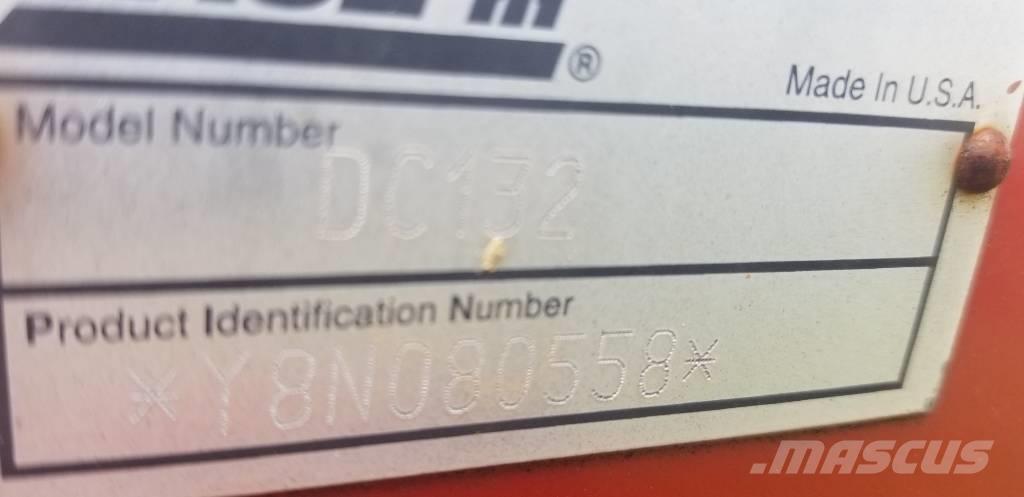 ®
Made In U.S.A.
Model Number
DC132
Product Identification Number
*Y8N080558*
.MASCUS